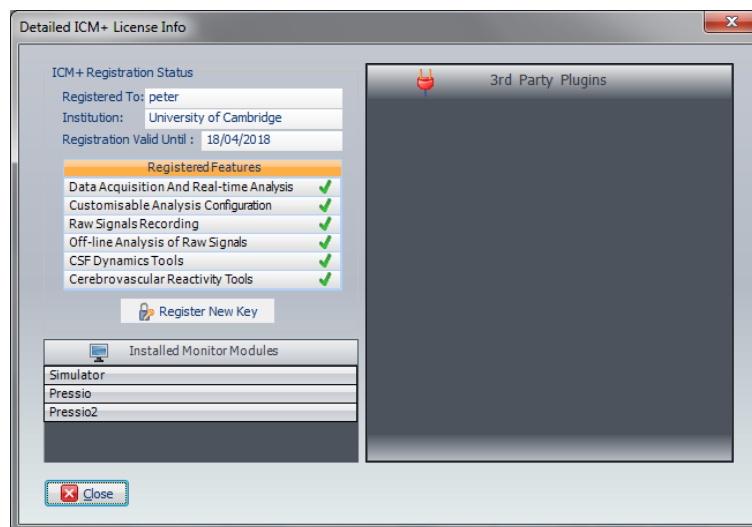 Detailed ICM+ License Info
ICM+ Registration Status
Registered To: peter
Institution: University of Cambridge
Registration Valid Until : 18/04/2018
Registered Features
Data Acquisition And Real-time Analysis
Customisable Analysis Configuration
Raw Signals Recording
Off-line Analysis of Raw Signals
CSF Dynamics Tools
Cerebrovascular Reactivity Tools
Register New Key
Installed Monitor Modules
Simulator
Pressio
Pressio2
Close
3rd Party Plugins